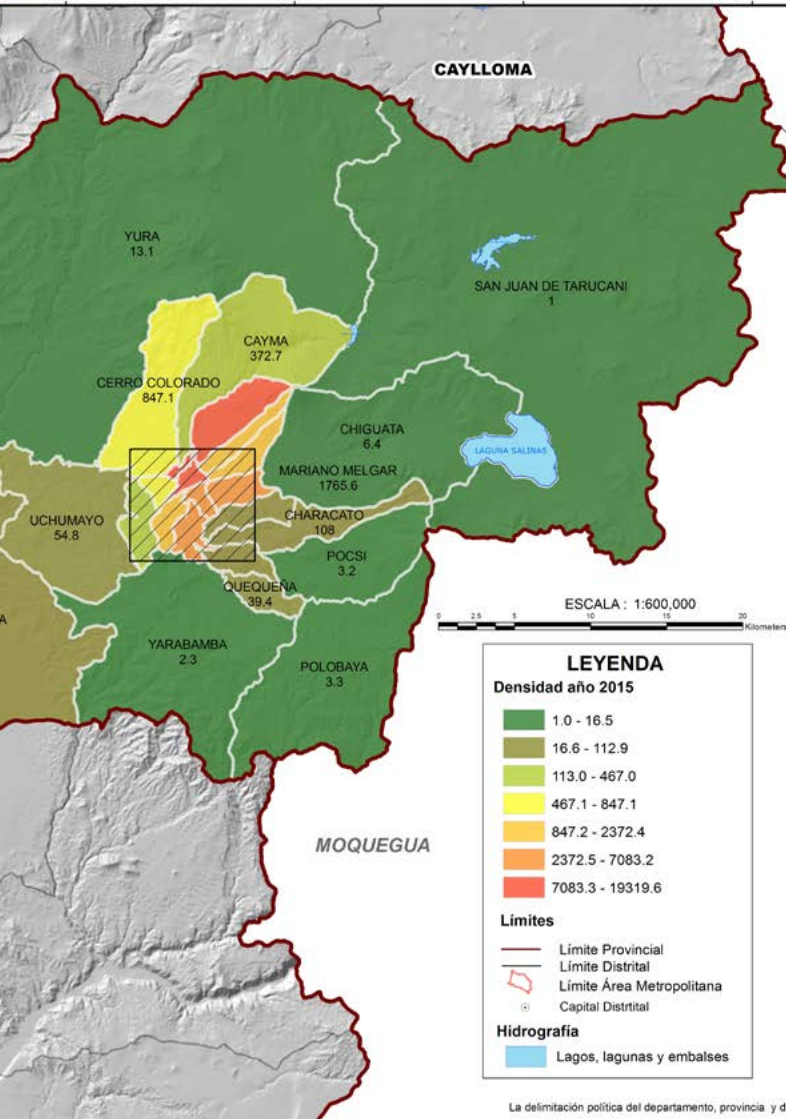 CAYLLOMA
YURA
13.1
SAN JUAN DE TARUCANI
1
CAYMA
372.7
CERRO COLORADO
847.1
CHIGUATA
6.4
LAGUNA SALINAS
MARIANO MELGAR
1765.6
UCHUMAYO
54.8
CHARACATO
108
POCSI
3.2
QUEQUEÑA
39.4
A
YARABAMBA
2.3
POLOBAYA
3.3
ESCALA : 1:600,000
0 2.5 5 10 15 20
Kilometers
LEYENDA
Densidad año 2015
1.0 - 16.5
16.6 - 112.9
113.0 - 467.0
467.1 - 847.1
847.2 - 2372.4
2372.5 - 7083.2
7083.3 - 19319.6
MOQUEGUA
Límites
Límite Provincial
Límite Distrital
Límite Área Metropolitana
Capital Distrtital
Hidrografía
Lagos, lagunas y embalses
La delimitación política del departamento, provincia y d